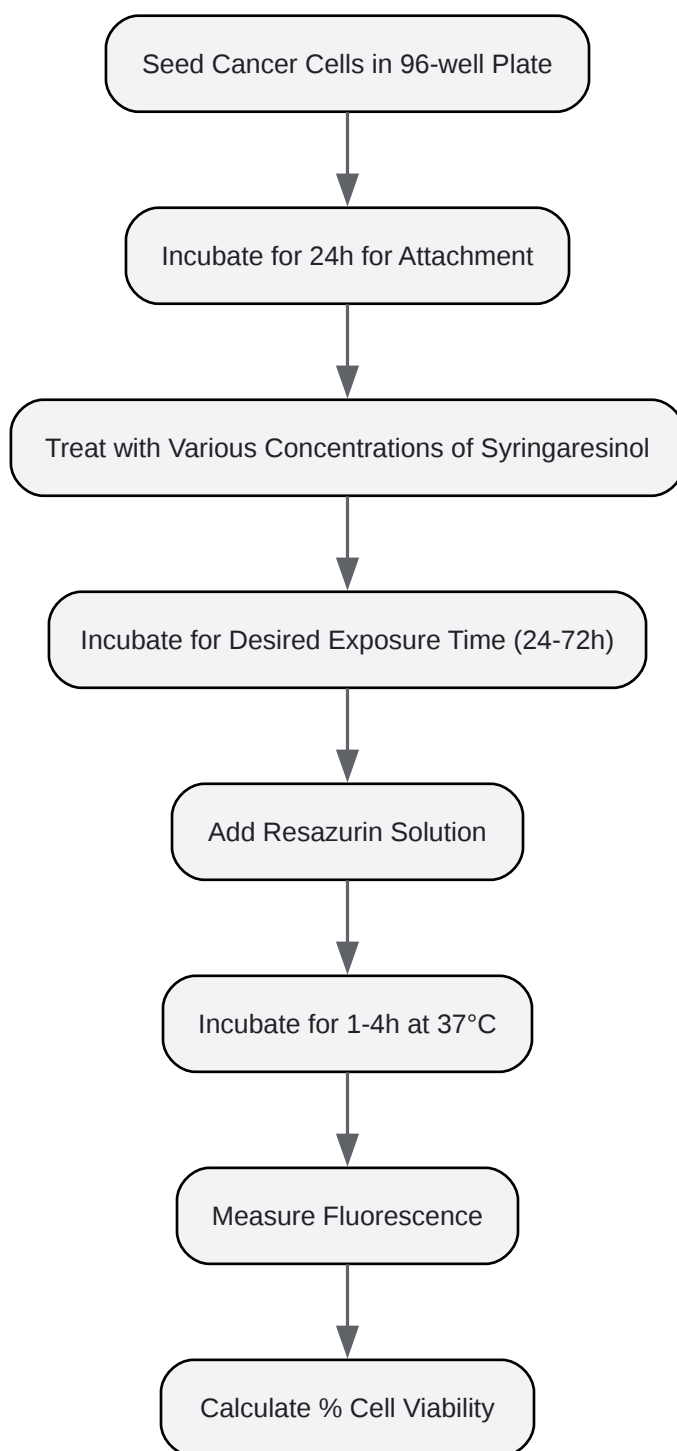 Seed Cancer Cells in 96-well Plate
Incubate for 24h for Attachment
Treat with Various Concentrations of Syringaresinol
Incubate for Desired Exposure Time (24-72h)
Add Resazurin Solution
Incubate for 1-4h at 37°C
Measure Fluorescence
Calculate % Cell Viability